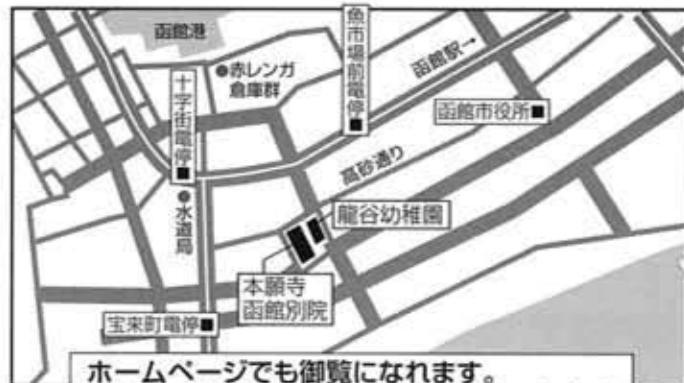 函館港
赤レンガ
倉庫群
魚市場前電停
函館駅→
十字街電停
函館市役所
高砂通り
水道局
龍谷幼稚園
本願寺
函館別院
宝来町電停
ホームページでも御覧になれます。